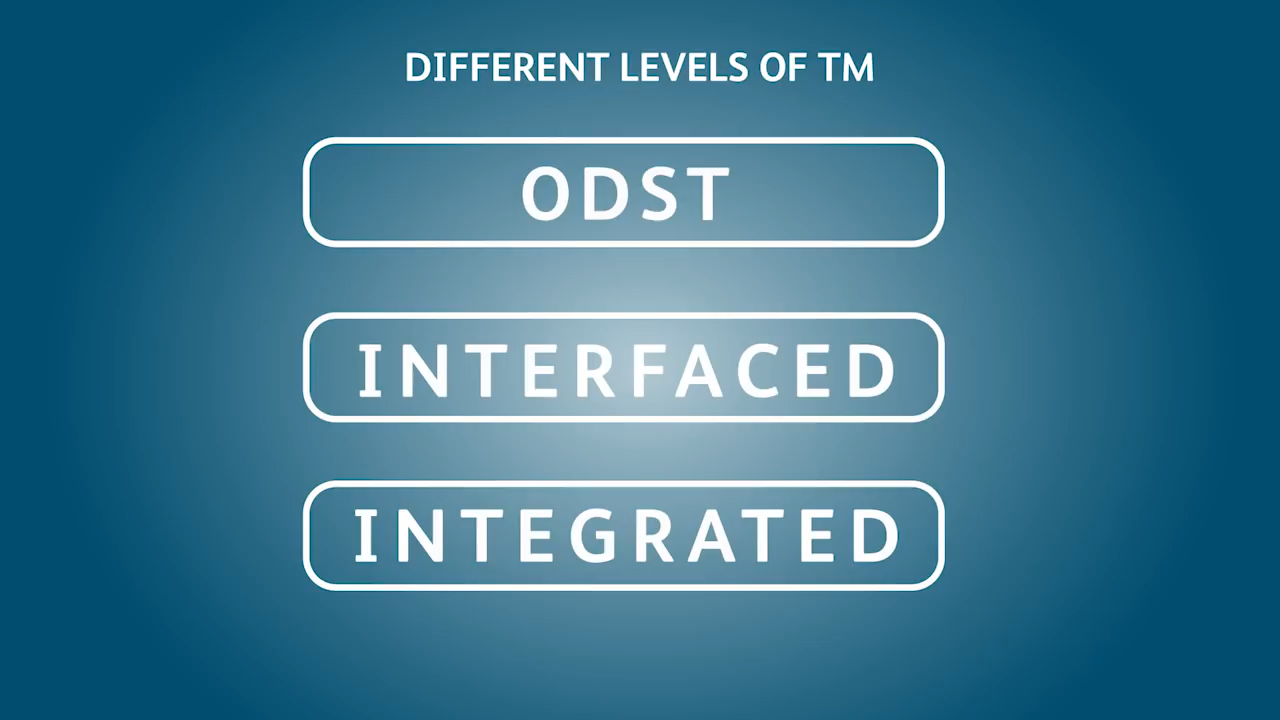 DIFFERENT LEVELS OF TM
ODST
INTERFACED
INTEGRATED